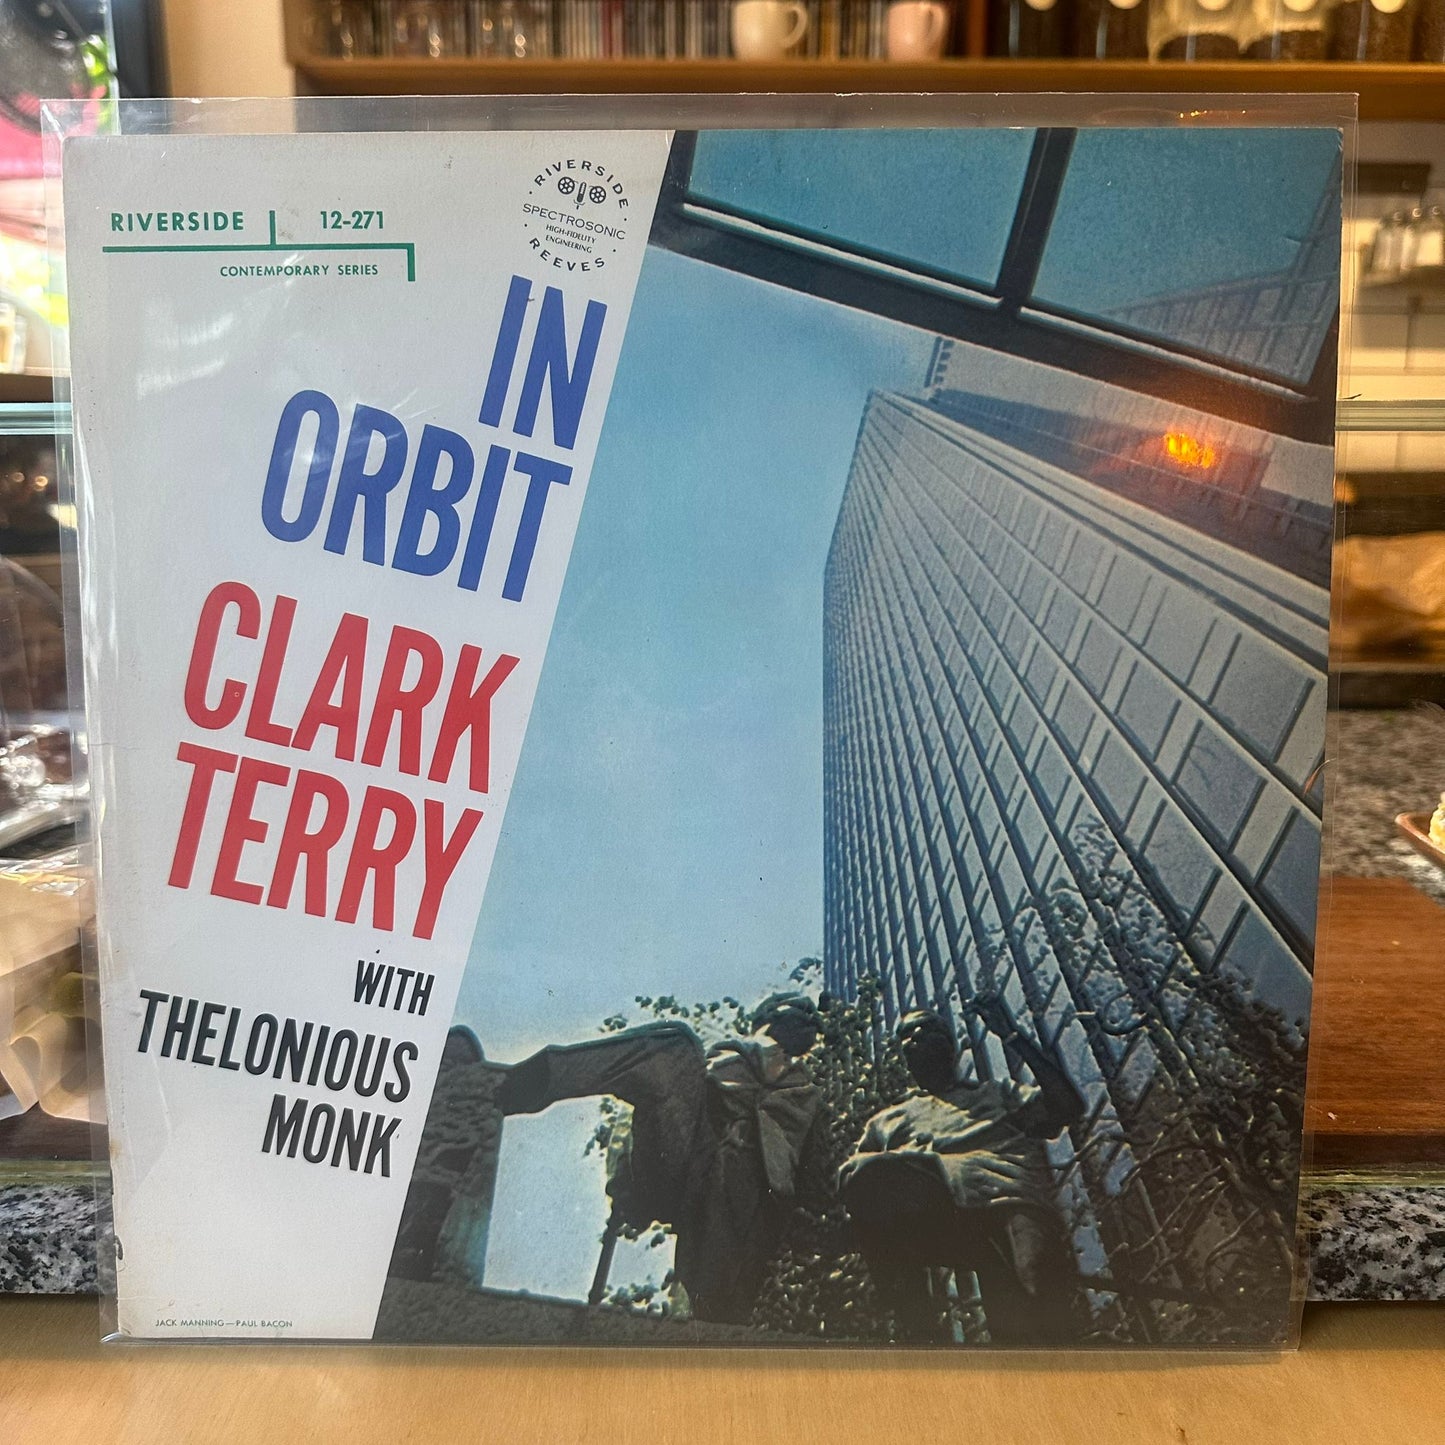 RIVERSIDE 12-271
CONTEMPORARY SERIES
RIVERSIDE
SPECTROSONIC
HIGH-FIDELITY
ENGINEERING
REEVES
IN
ORBIT
CLARK
TERRY
WITH
THELONIOUS
MONK
JACK MANNING—PAUL BACON